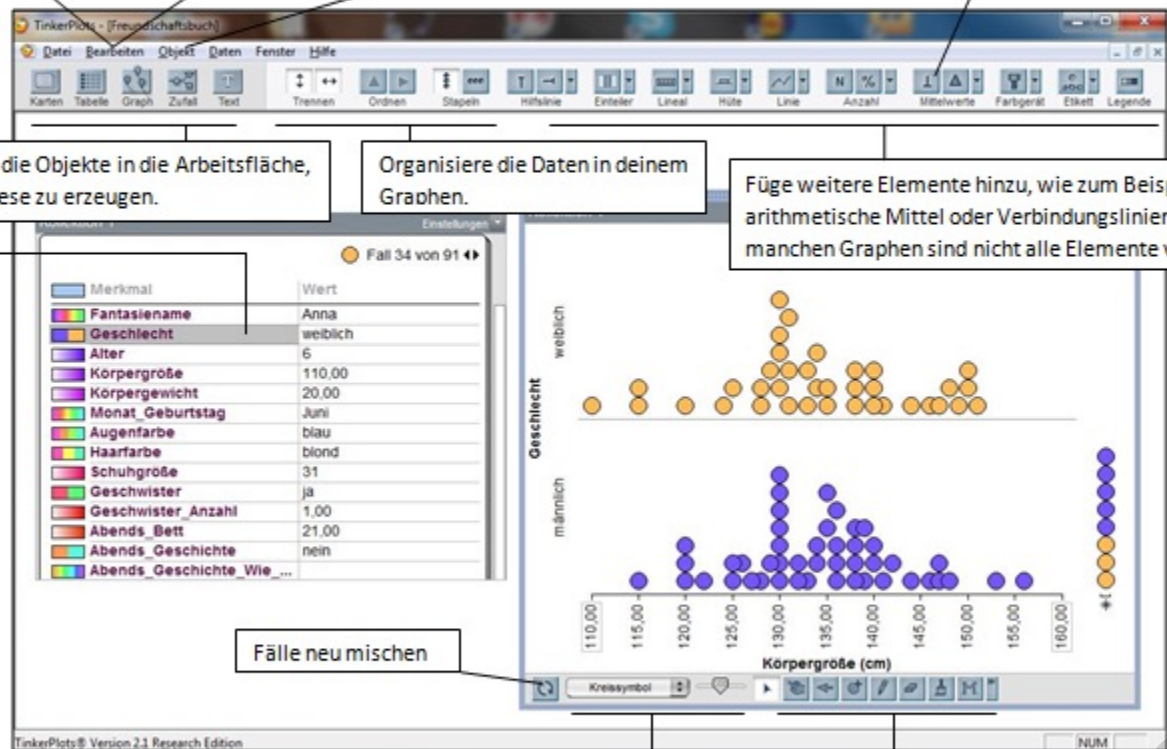 TinkerPlots - [Freundschaftsbuch]
Datei Bearbeiten Objekt Daten Fenster Hilfe
Karten Tabelle Graph Zufall Text Trennen Ordnen Stapeln Hilfslinie Einteiler Lineal Hüte Linie Anzahl Mittelwerte Farbgerät Etikett Legende
die Objekte in die Arbeitsfläche,
ese zu erzeugen.
Organisiere die Daten in deinem
Graphen.
Füge weitere Elemente hinzu, wie zum Beisp
arithmetische Mittel oder Verbindungslinien
manchen Graphen sind nicht alle Elemente v
Einstellungen
Fall 34 von 91
Merkmal Wert
Fantasiename Anna
Geschlecht weiblich
Alter 6
Körpergröße 110,00
Körpergewicht 20,00
Monat_Geburtstag Juni
Augenfarbe blau
Haarfarbe blond
Schuhgröße 31
Geschwister ja
Geschwister_Anzahl 1,00
Abends_Bett 21,00
Abends_Geschichte nein
Abends_Geschichte_Wie_...
Geschlecht
weiblich
männlich
110,00 115,00 120,00 125,00 130,00 135,00 140,00 145,00 150,00 155,00 160,00
Körpergröße (cm)
Fälle neu mischen
Kreissymbol
TinkerPlots® Version 2.1 Research Edition
NUM